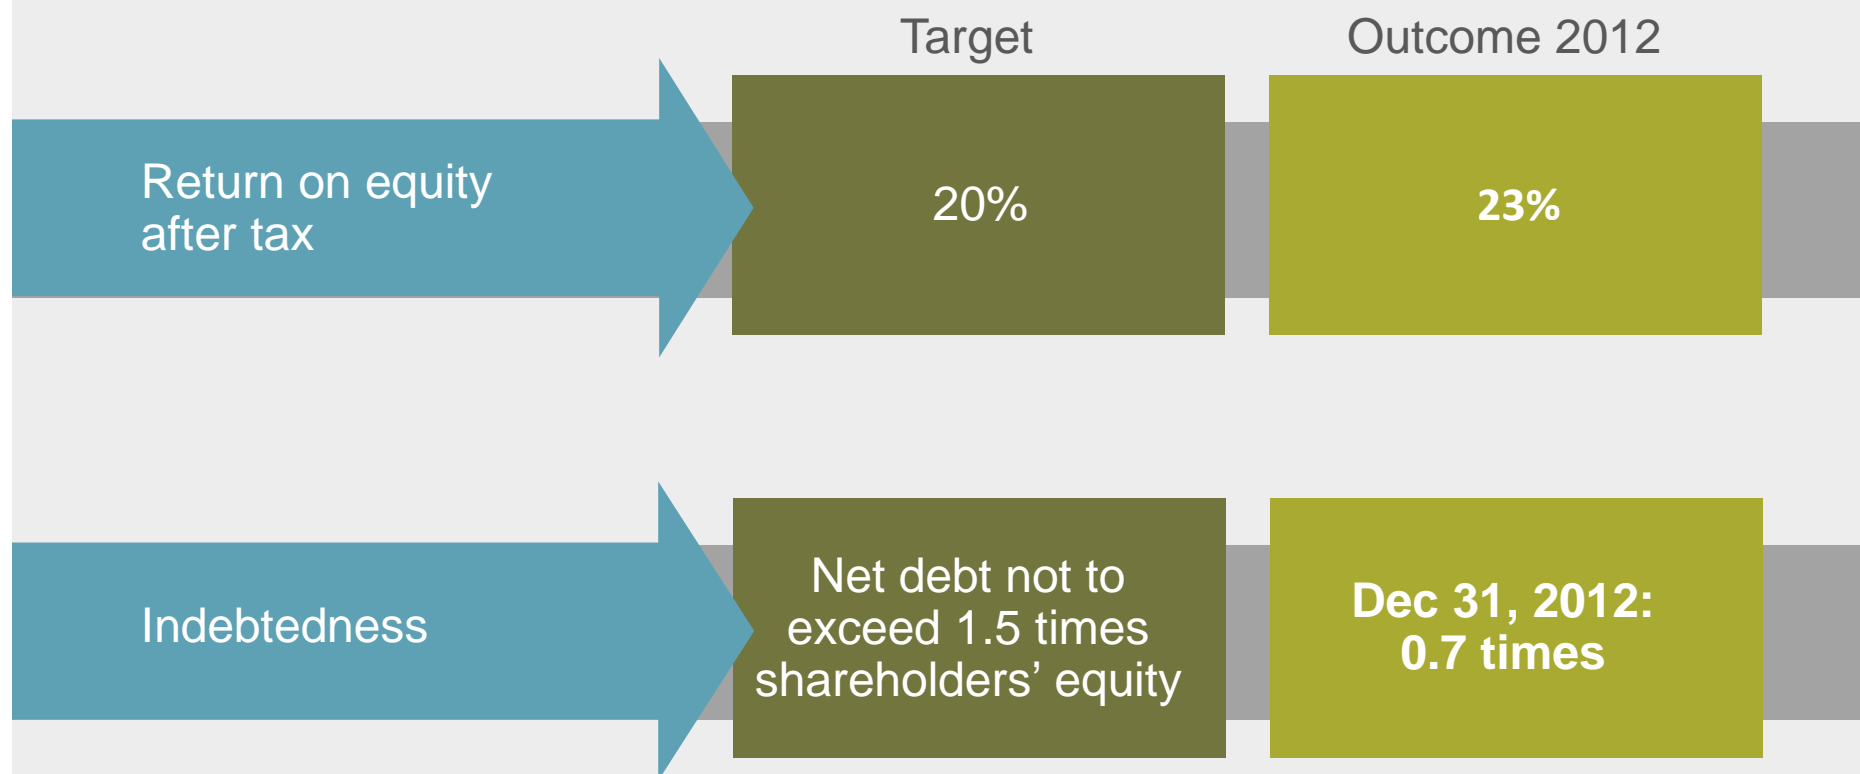 Target
Outcome 2012
Return on equity
after tax
20%
23%
Indebtedness
Net debt not to
exceed 1.5 times
shareholders’ equity
Dec 31, 2012:
0.7 times